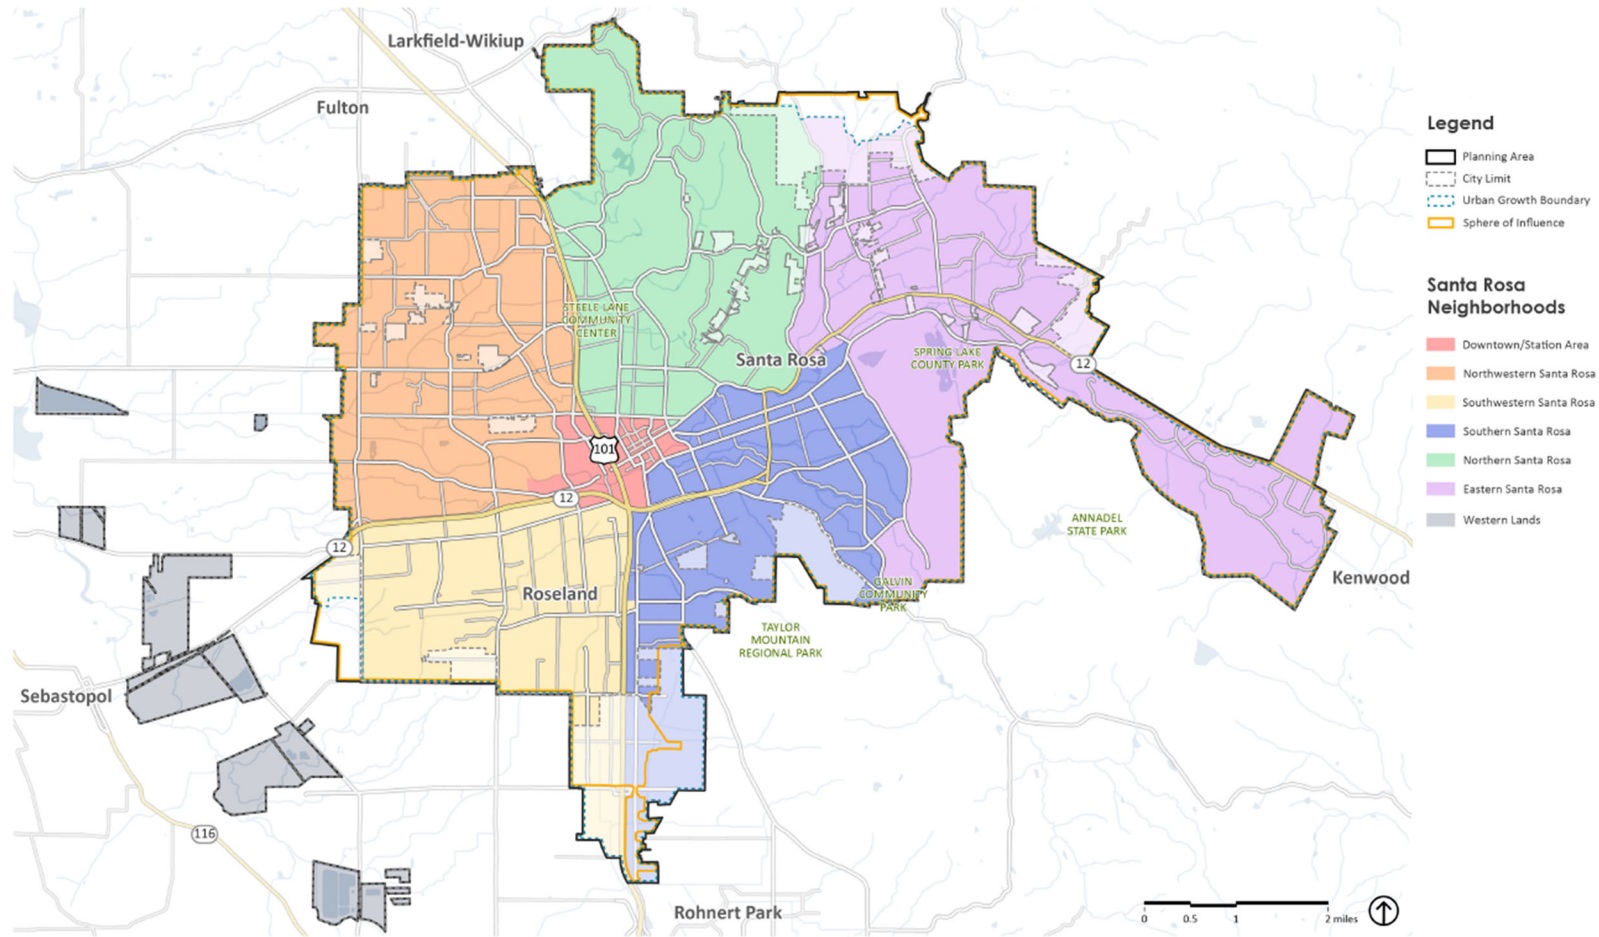 Larkfield-Wikiup
Fulton
STEELE LANE
COMMUNITY
CENTER
Santa Rosa
SPRING LAKE
COUNTY PARK
12
101
12
12
ANNADEL
STATE PARK
Kenwood
Roseland
GALVIN
COMMUNITY
PARK
TAYLOR
MOUNTAIN
REGIONAL PARK
Sebastopol
116
Rohnert Park
Legend
Planning Area
City Limit
Urban Growth Boundary
Sphere of Influence
Santa Rosa
Neighborhoods
Downtown/Station Area
Northwestern Santa Rosa
Southwestern Santa Rosa
Southern Santa Rosa
Northern Santa Rosa
Eastern Santa Rosa
Western Lands
0 0.5 1 2 miles